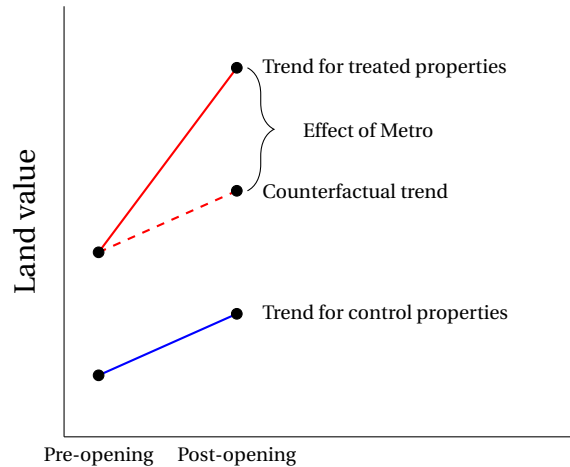 Trend for treated properties
Effect of Metro
Counterfactual trend
Land value
Trend for control properties
Pre-opening
Post-opening